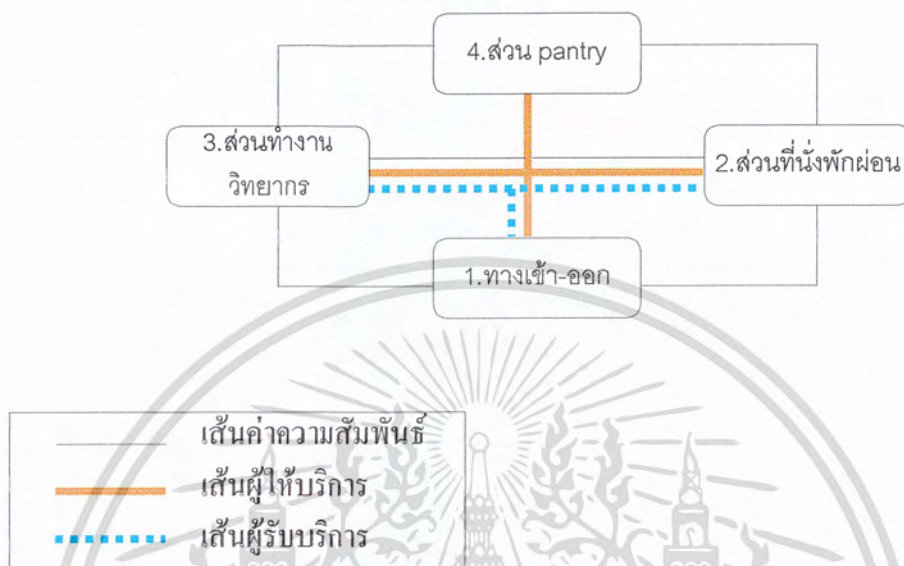 4.ส่วน pantry
3.ส่วนทำงาน
วิทยากร
2.ส่วนที่นั่งพักผ่อน
1.ทางเข้า-ออก
เส้นค่าความสัมพันธ์
เส้นผู้ให้บริการ
เส้นผู้รับบริการ